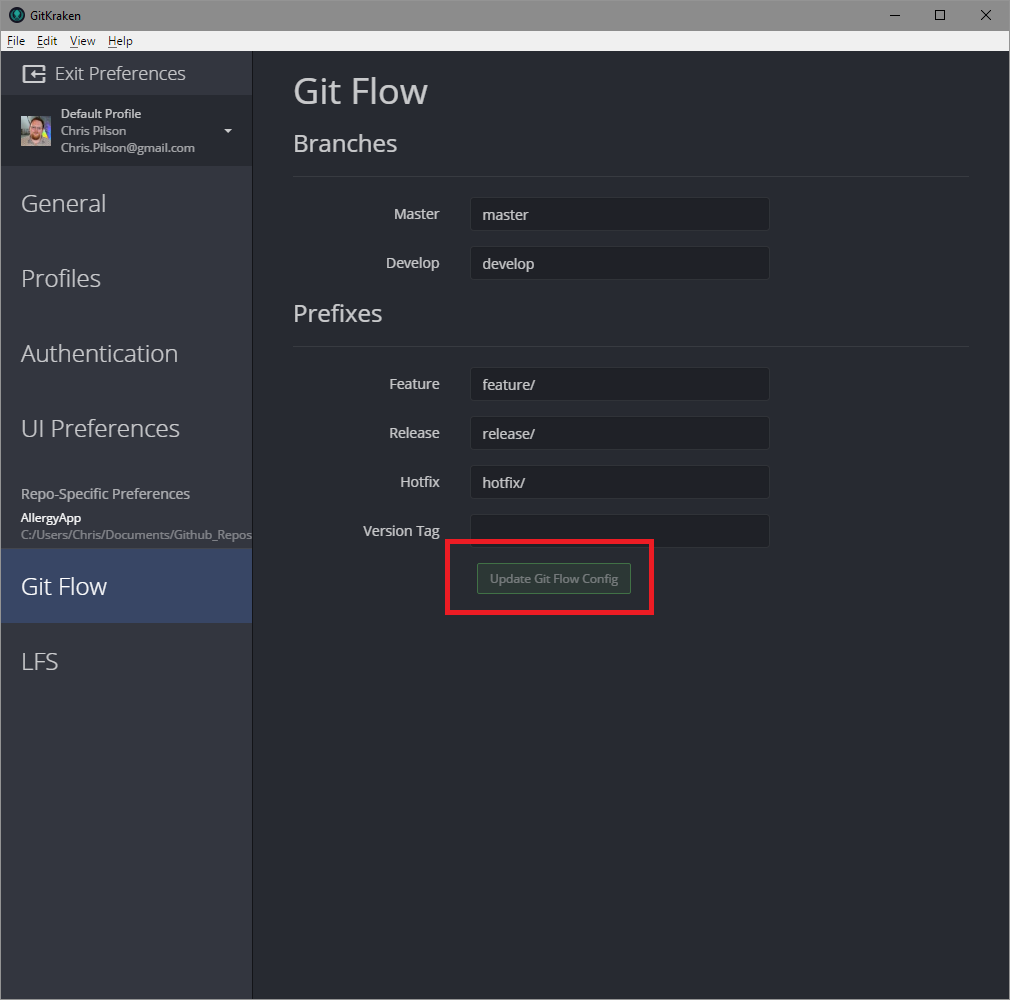 GitKraken
File Edit View Help
Exit Preferences
Default Profile
Chris Pilson
Chris.Pilson@gmail.com
General
Profiles
Authentication
UI Preferences
Repo-Specific Preferences
AllergyApp
C:/Users/Chris/Documents/Github_Repos
Git Flow
LFS
Git Flow
Branches
Master master
Develop develop
Prefixes
Feature feature/
Release release/
Hotfix hotfix/
Version Tag
Update Git Flow Config